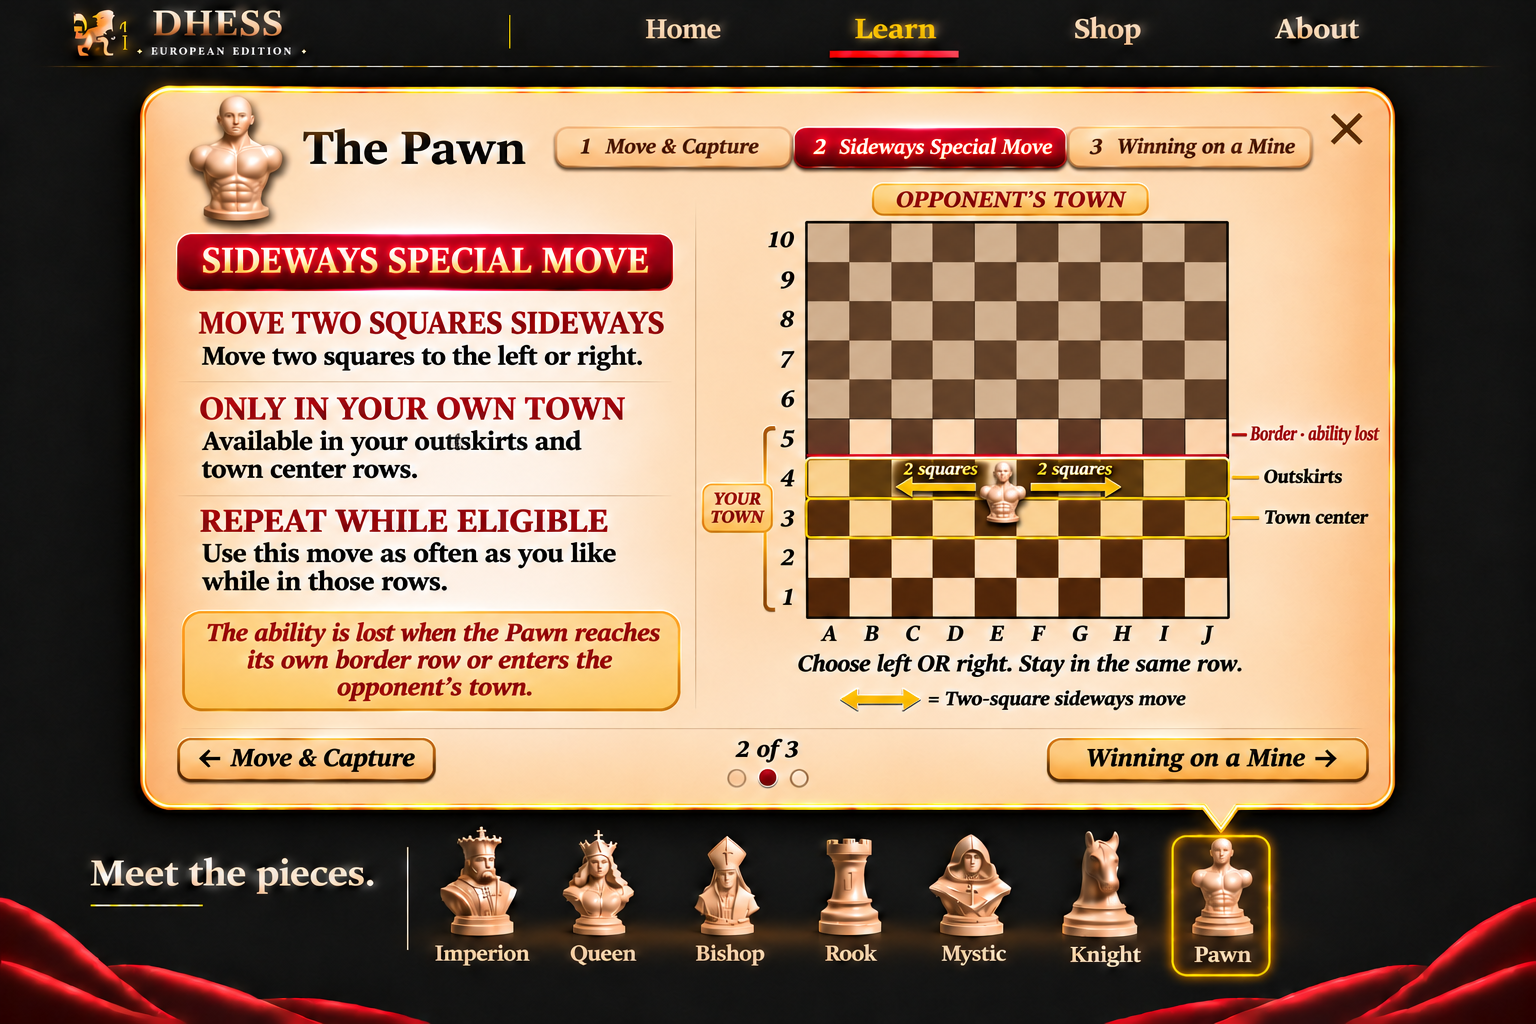 DHESS
EUROPEAN EDITION
Home
Learn
Shop
About
The Pawn
1 Move & Capture
2 Sideways Special Move
3 Winning on a Mine
SIDEWAYS SPECIAL MOVE
MOVE TWO SQUARES SIDEWAYS
Move two squares to the left or right.
ONLY IN YOUR OWN TOWN
Available in your outskirts and
town center rows.
REPEAT WHILE ELIGIBLE
Use this move as often as you like
while in those rows.
The ability is lost when the Pawn reaches
its own border row or enters the
opponent's town.
OPPONENT'S TOWN
10
9
8
7
6
5
4
3
2
1
YOUR
TOWN
2 squares
2 squares
Border · ability lost
Outskirts
Town center
A B C D E F G H I J
Choose left OR right. Stay in the same row.
= Two-square sideways move
← Move & Capture
2 of 3
Winning on a Mine →
Meet the pieces.
Imperion
Queen
Bishop
Rook
Mystic
Knight
Pawn